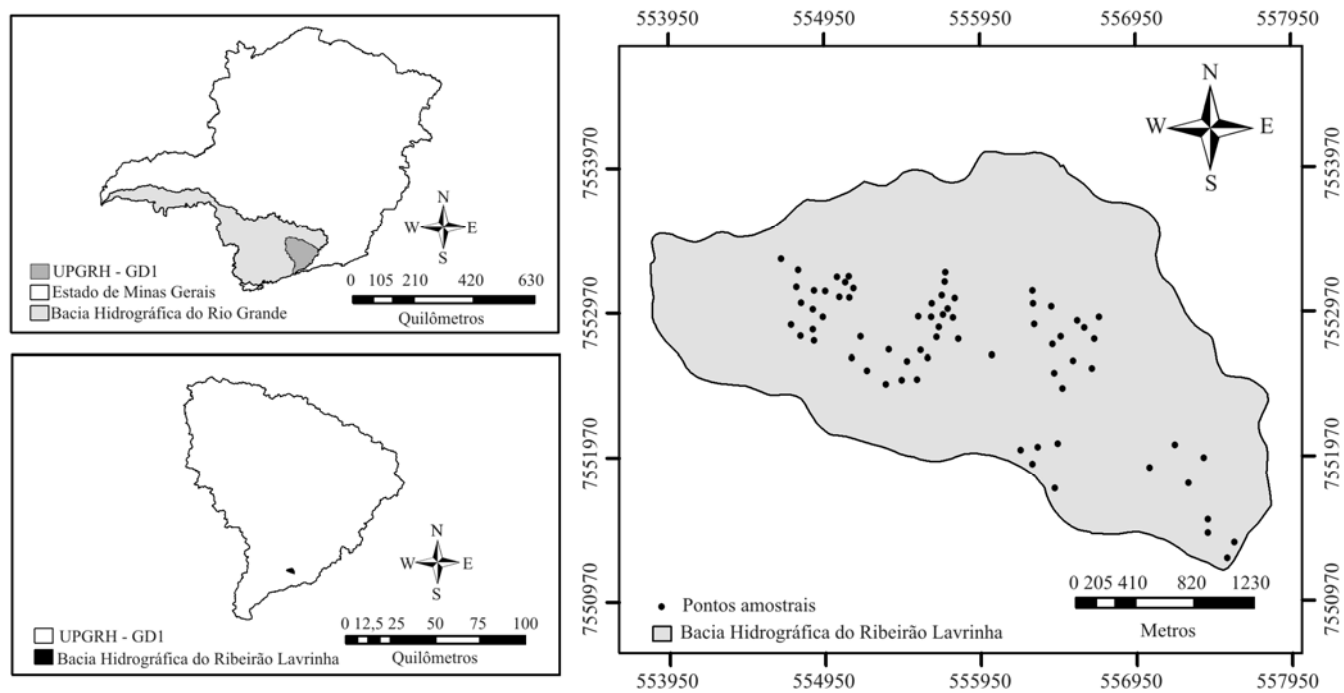 N
W E
S
UPGRH - GD1
Estado de Minas Gerais
Bacia Hidrográfica do Rio Grande
0 105 210 420 630
Quilômetros
N
W E
S
UPGRH - GD1
Bacia Hidrográfica do Ribeirão Lavrinha
0 12,5 25 50 75 100
Quilômetros
553950 554950 555950 556950 557950
7553970
7552970
7551970
7550970
N
W E
S
7553970
7552970
7551970
7550970
0 205 410 820 1230
Metros
Pontos amostrais
Bacia Hidrográfica do Ribeirão Lavrinha
553950 554950 555950 556950 557950